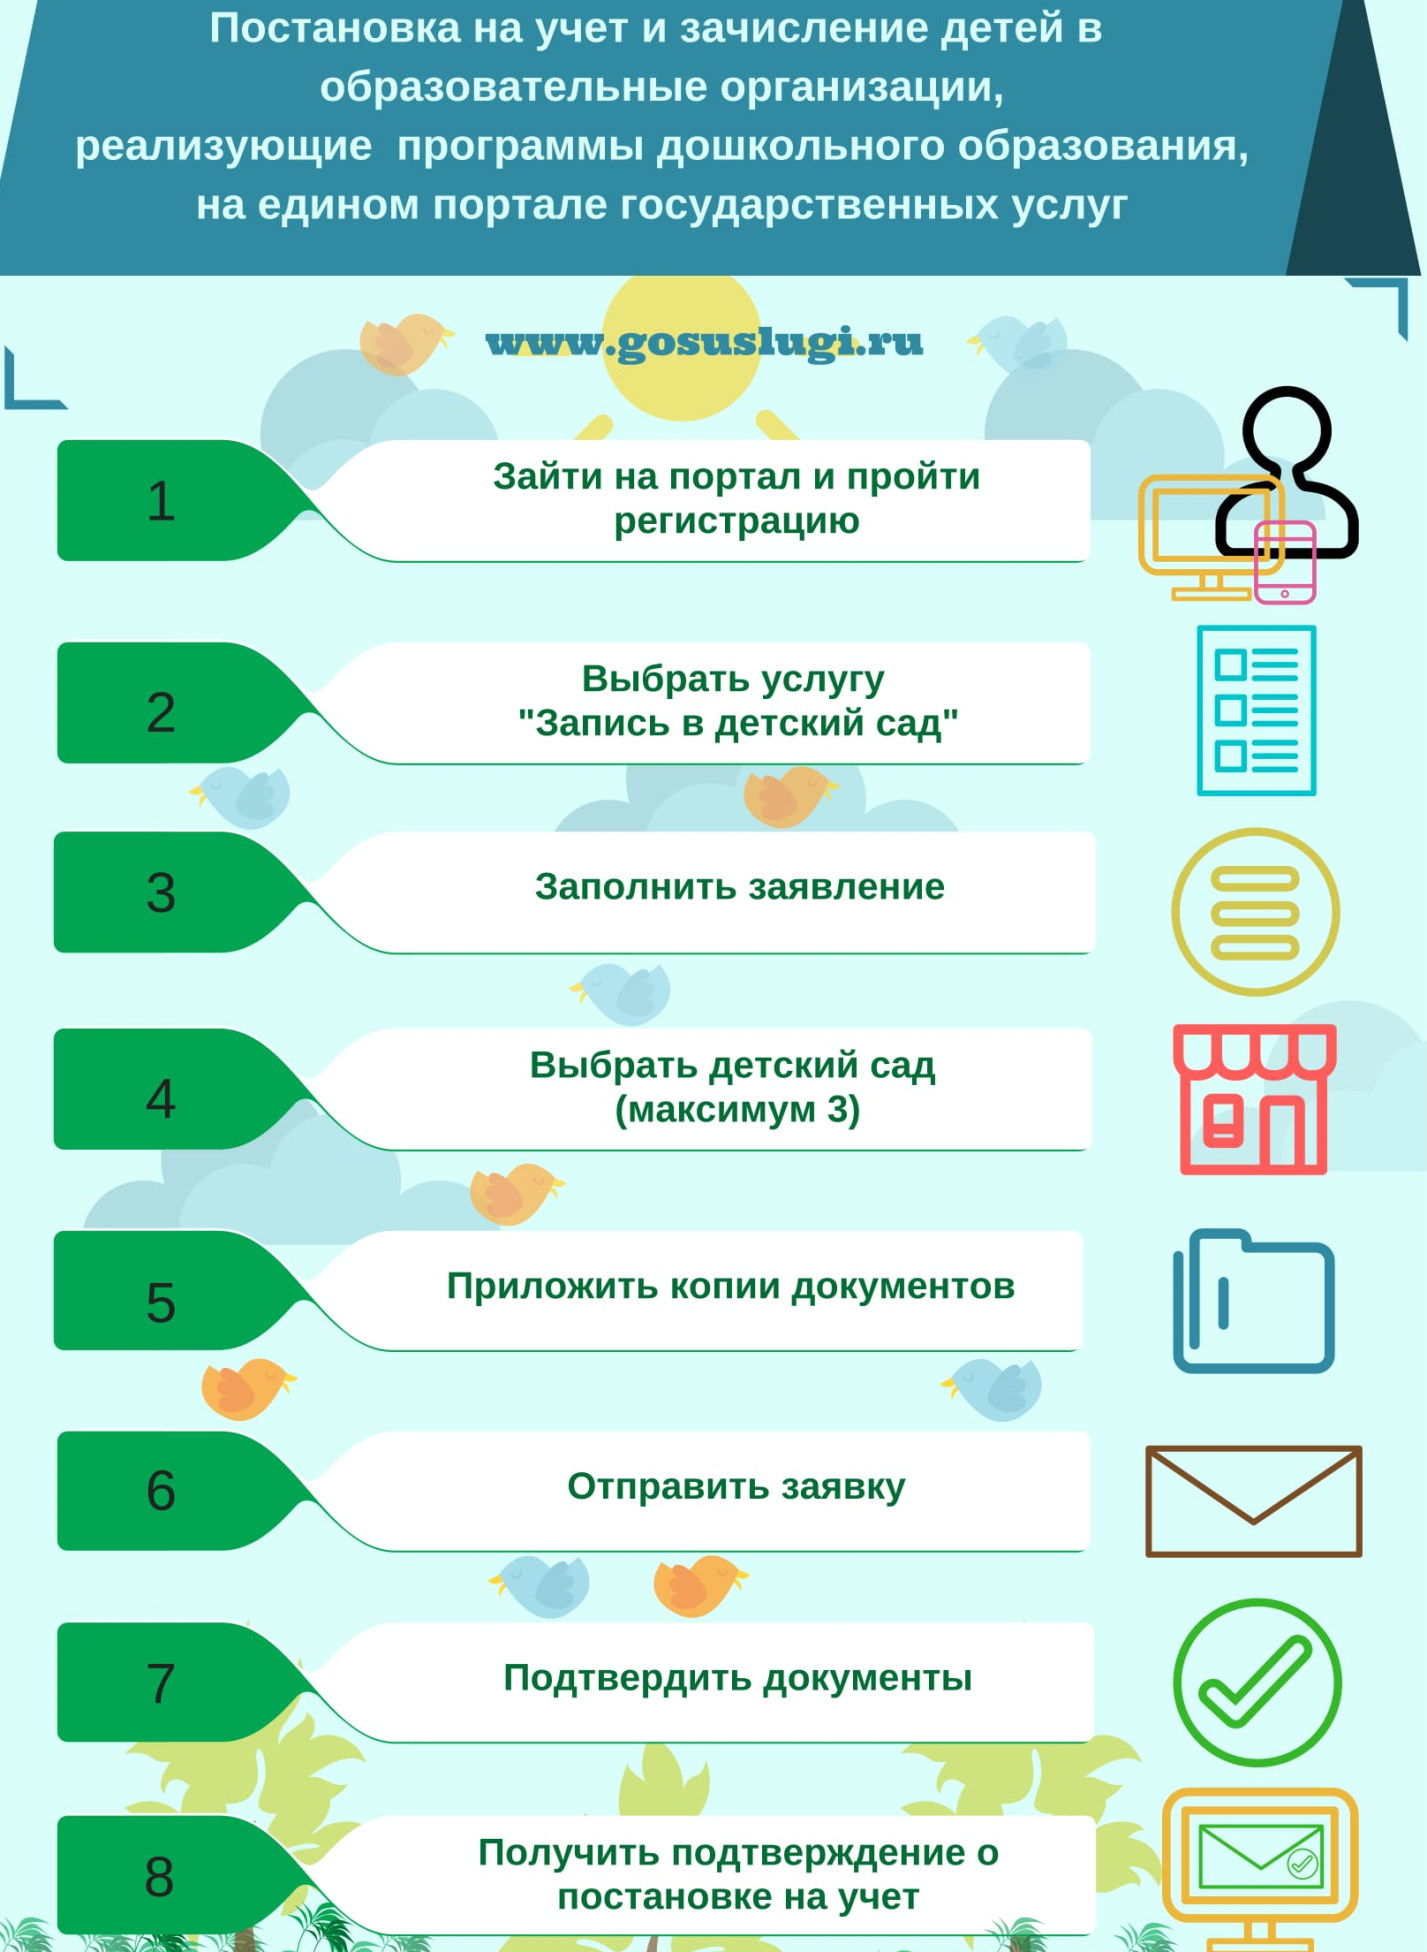 Постановка на учет и зачисление детей в
образовательные организации,
реализующие программы дошкольного образования,
на едином портале государственных услуг
www.gosuslugi.ru
1
Зайти на портал и пройти
регистрацию
2
Выбрать услугу
"Запись в детский сад"
3
Заполнить заявление
4
Выбрать детский сад
(максимум 3)
5
Приложить копии документов
6
Отправить заявку
7
Подтвердить документы
8
Получить подтверждение о
постановке на учет